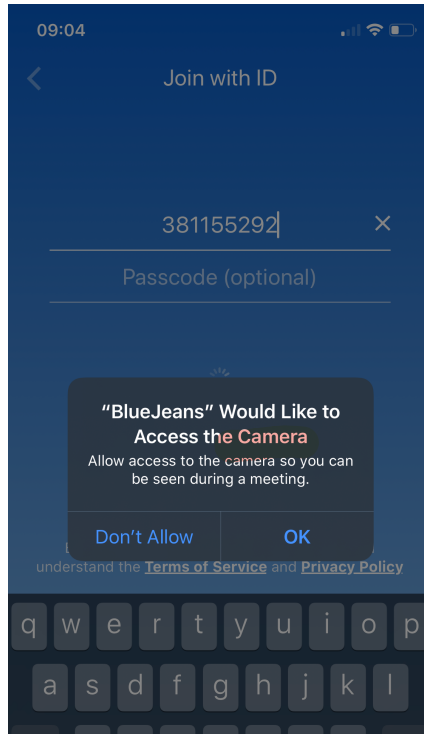 09:04
Join with ID
381155292
Passcode (optional)
“BlueJeans” Would Like to
Access the Camera
Allow access to the camera so you can
be seen during a meeting.
Don’t Allow
OK
understand the Terms of Service and Privacy Policy
q w e r t y u i o p
a s d f g h j k l